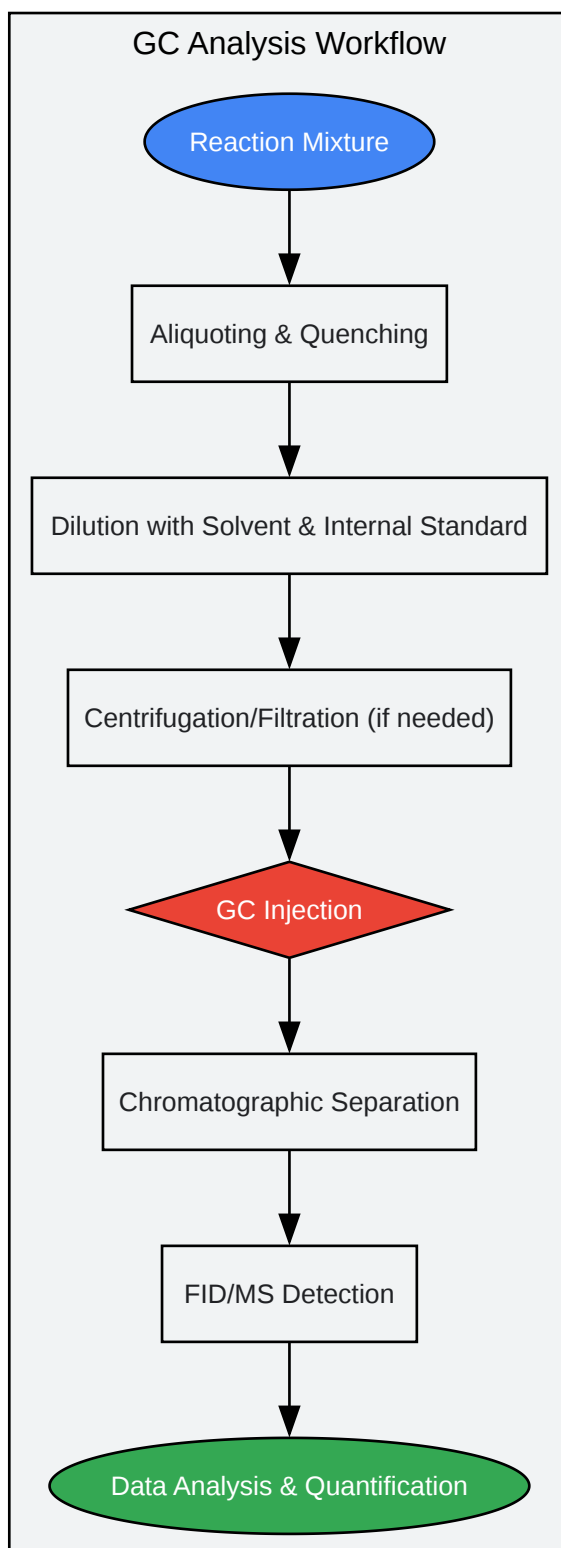 GC Analysis Workflow
Reaction Mixture
Aliquoting & Quenching
Dilution with Solvent & Internal Standard
Centrifugation/Filtration (if needed)
GC Injection
Chromatographic Separation
FID/MS Detection
Data Analysis & Quantification